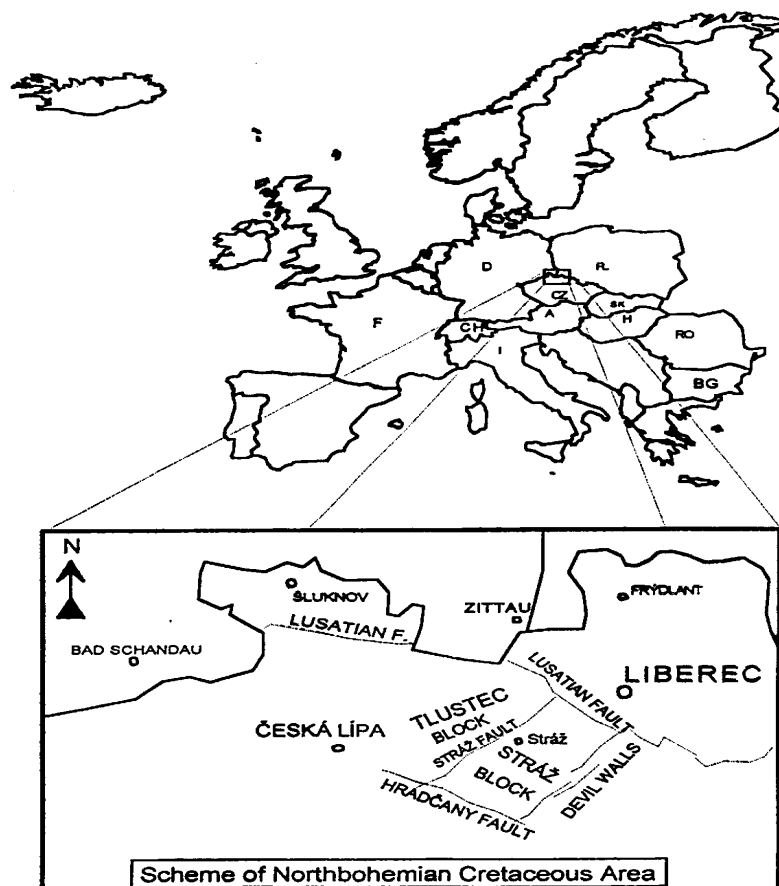 D
PL
CZ
SK
A
H
F
CH
I
RO
BG
N
ŠLUKNOV
FRÝDLANT
ZITTAU
LUSATIAN F.
BAD SCHANDAU
LIBEREC
LUSATIAN FAULT
TLUSTEC
BLOCK
ČESKÁ LÍPA
STRÁŽ FAULT
Stráž
STRÁŽ
BLOCK
DEVIL WALLS
HRADČANY FAULT
Scheme of Northbohemian Cretaceous Area